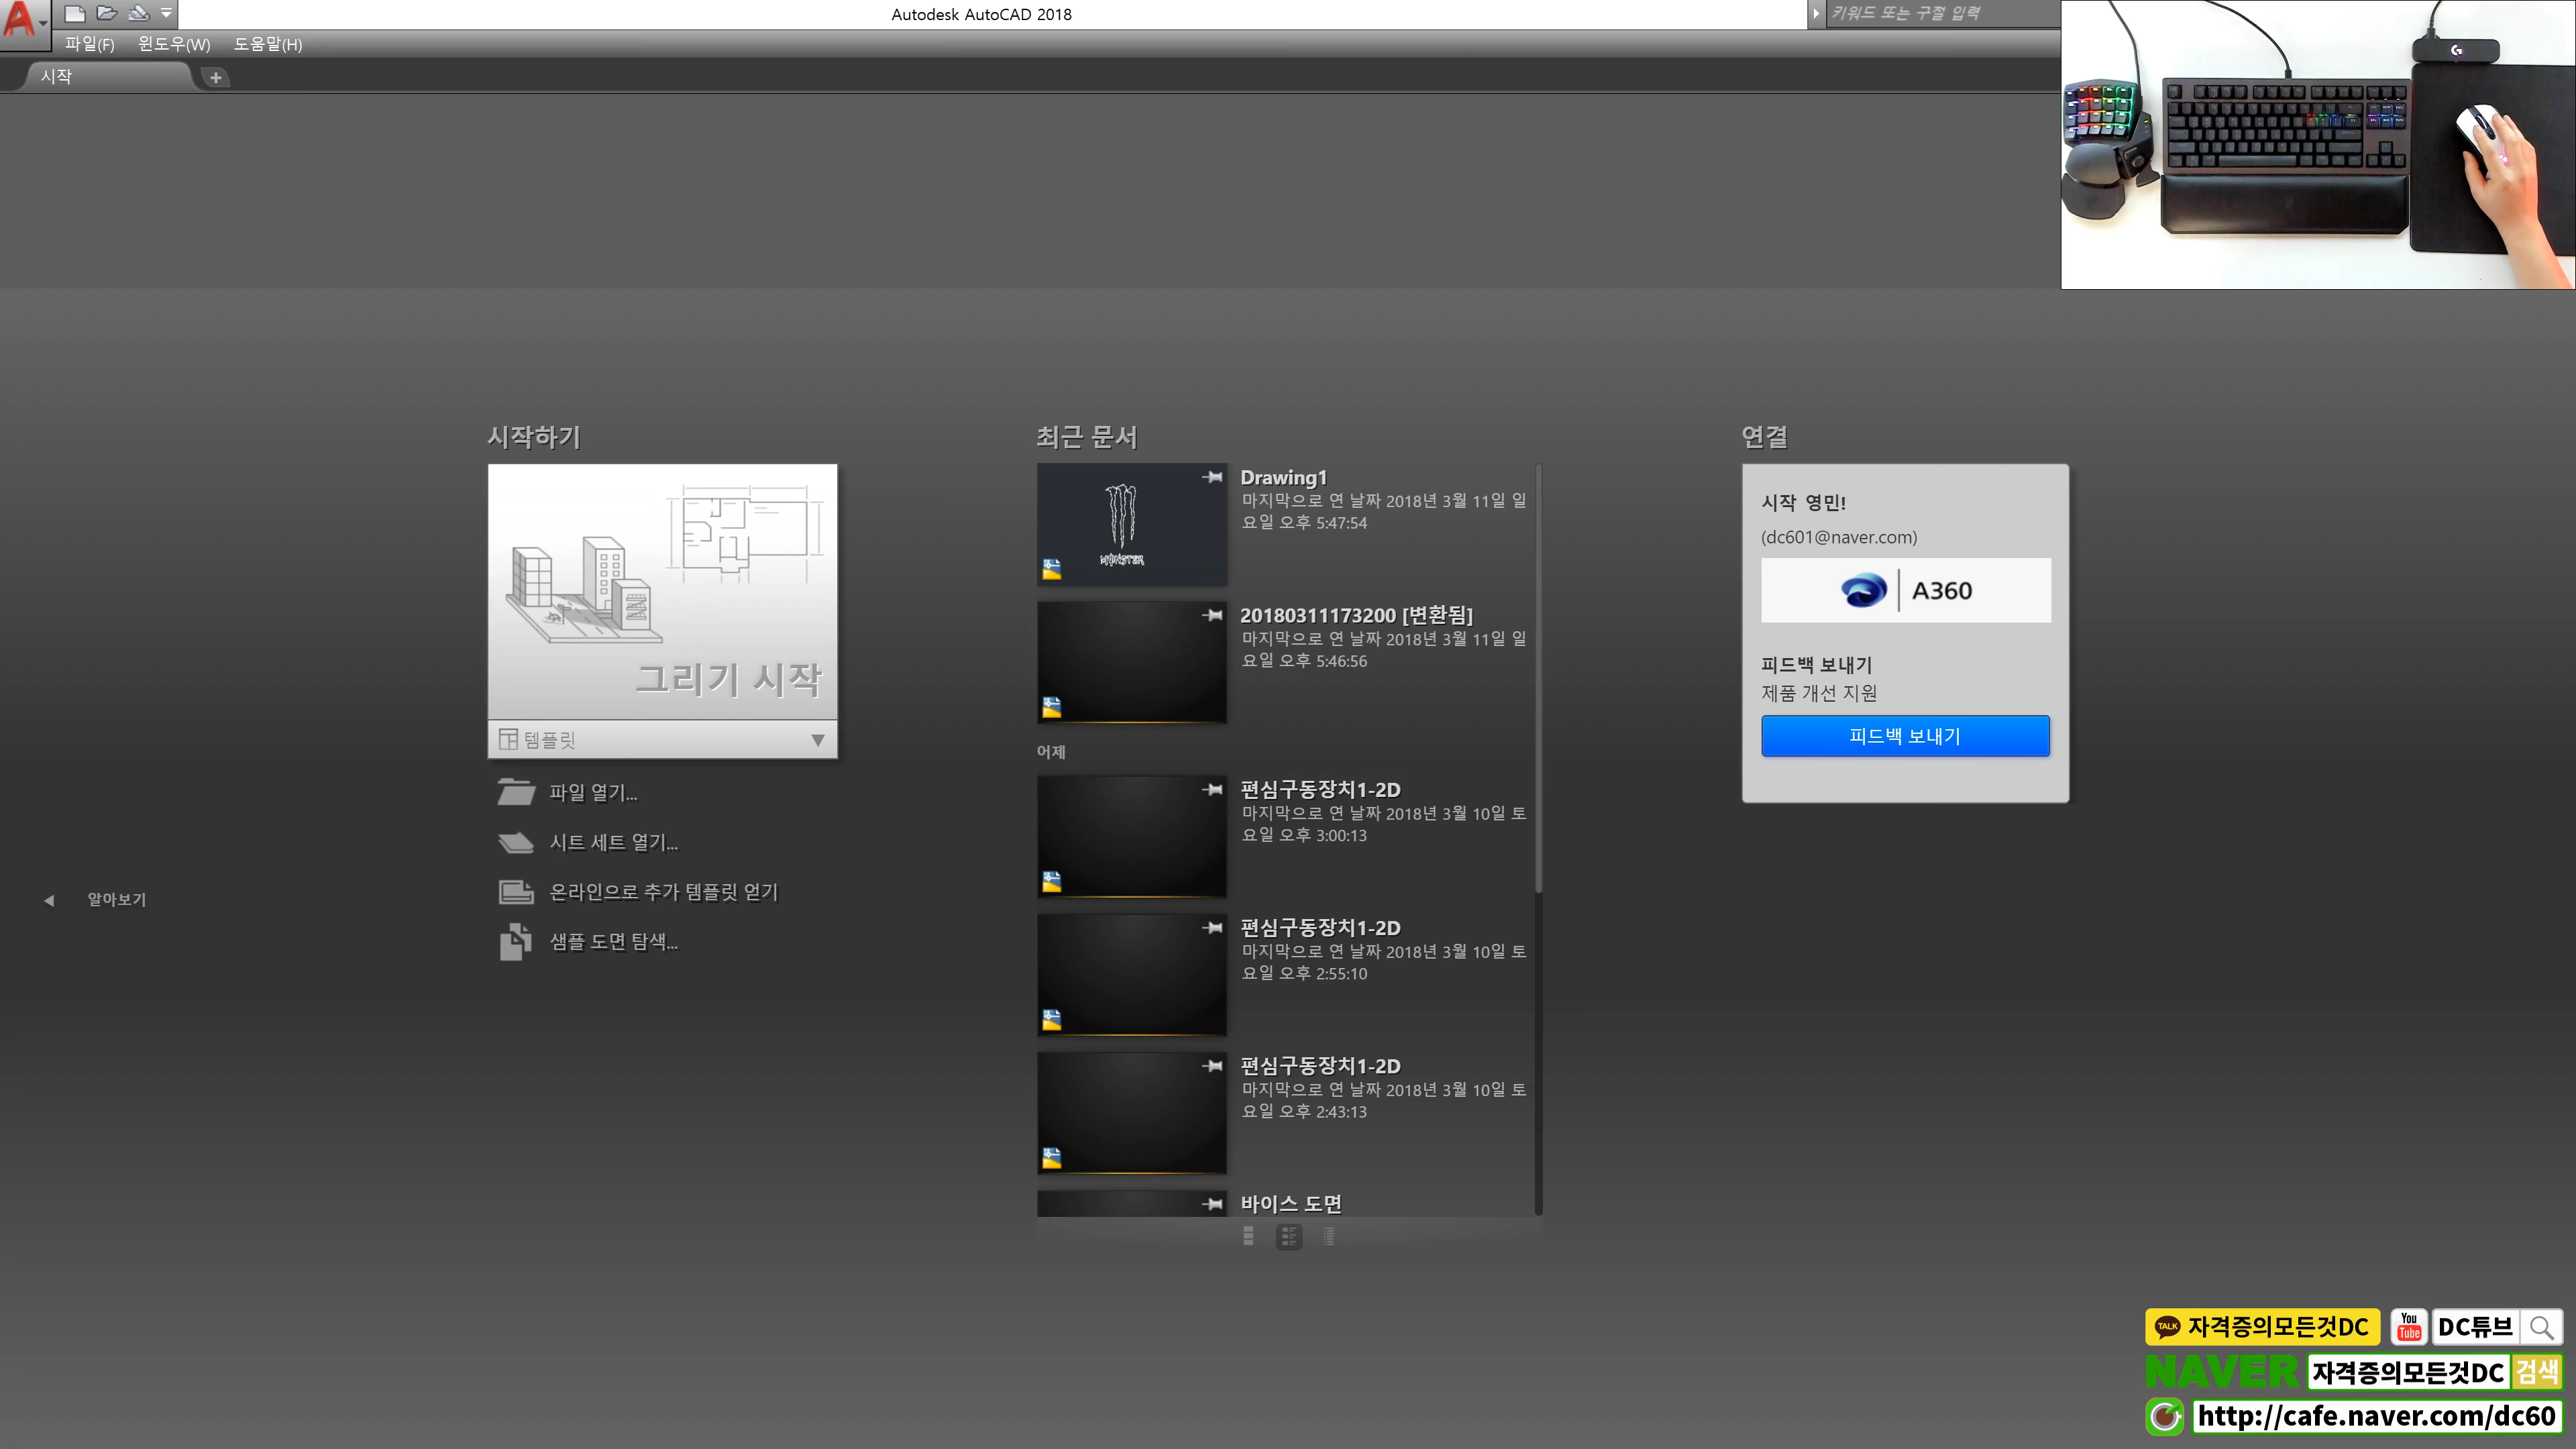 Autodesk AutoCAD 2018
키워드 또는 구절 입력
파일(F) 윈도우(W) 도움말(H)
시작
시작하기
그리기 시작
템플릿
파일 열기...
시트 세트 열기...
온라인으로 추가 템플릿 얻기
샘플 도면 탐색...
알아보기
최근 문서
Drawing1
마지막으로 연 날짜 2018년 3월 11일 일
요일 오후 5:47:54
MONSTER
20180311173200 [변환됨]
마지막으로 연 날짜 2018년 3월 11일 일
요일 오후 5:46:56
어제
편심구동장치1-2D
마지막으로 연 날짜 2018년 3월 10일 토
요일 오후 3:00:13
편심구동장치1-2D
마지막으로 연 날짜 2018년 3월 10일 토
요일 오후 2:55:10
편심구동장치1-2D
마지막으로 연 날짜 2018년 3월 10일 토
요일 오후 2:43:13
바이스 도면
연결
시작 영민!
(dc601@naver.com)
A360
피드백 보내기
제품 개선 지원
피드백 보내기
TALK 자격증의모든것DC You Tube DC튜브
NAVER 자격증의모든것DC 검색
http://cafe.naver.com/dc60